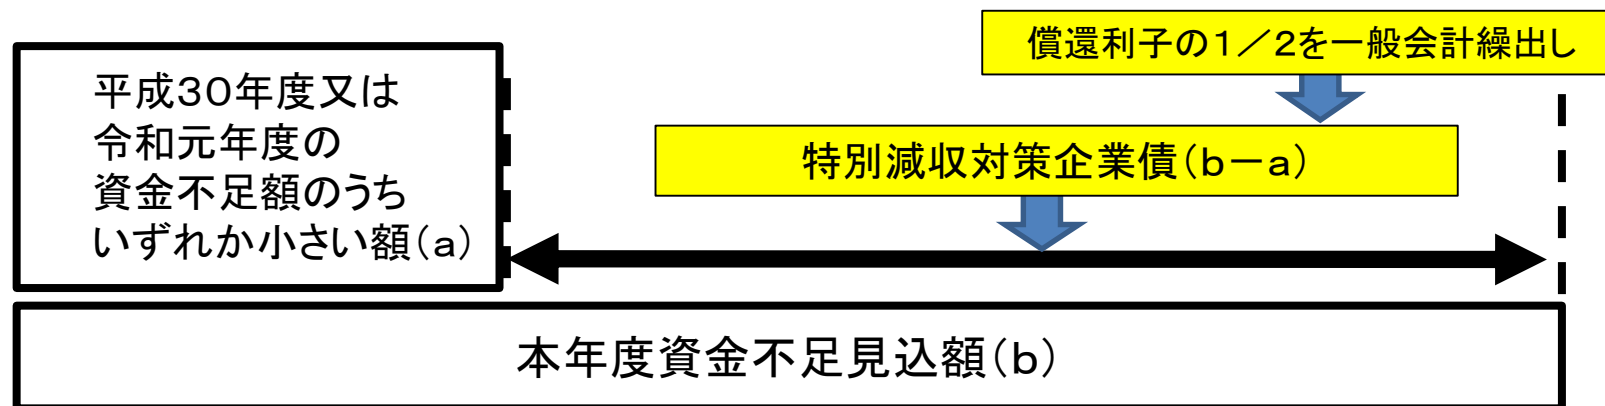 償還利子の１／２を一般会計繰出し
平成３０年度又は
令和元年度の
資金不足額のうち
いずれか小さい額（ａ）
特別減収対策企業債（ｂ－ａ）
本年度資金不足見込額（ｂ）